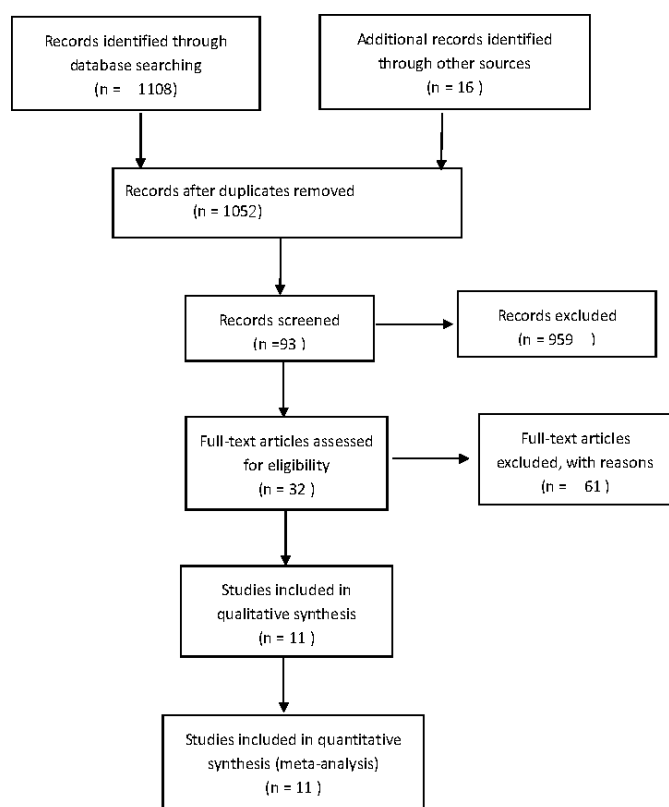 Records identified through
database searching
(n = 1108)
Additional records identified
through other sources
(n = 16 )
Records after duplicates removed
(n = 1052)
Records screened
(n =93 )
Records excluded
(n = 959 )
Full-text articles assessed
for eligibility
(n = 32 )
Full-text articles
excluded, with reasons
(n = 61 )
Studies included in
qualitative synthesis
(n = 11 )
Studies included in quantitative
synthesis (meta-analysis)
(n = 11 )